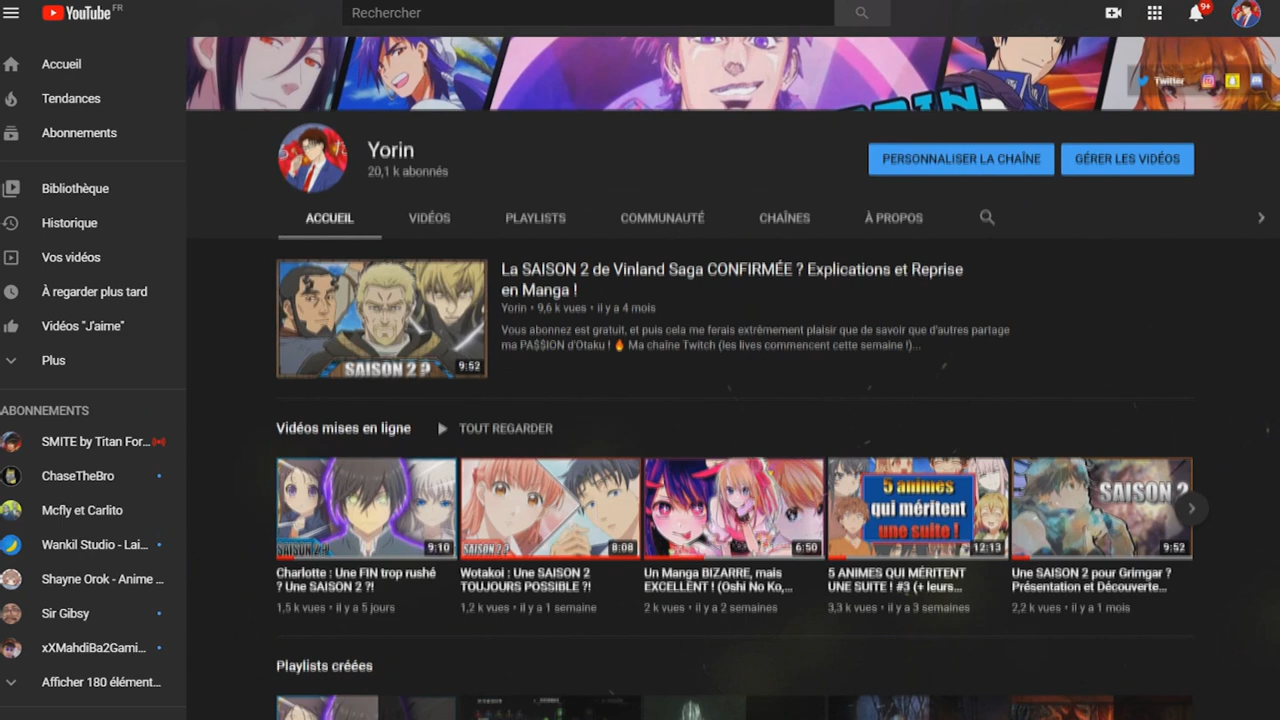 YouTube FR
Rechercher
9+
Accueil
Tendances
Abonnements
Bibliothèque
Historique
Vos vidéos
À regarder plus tard
Vidéos "J'aime"
Plus
ABONNEMENTS
SMITE by Titan For...
ChaseTheBro
Mcfly et Carlito
Wankil Studio - Lai...
Shayne Orok - Anime ...
Sir Gibsy
xXMahdiBa2Gami...
Afficher 180 élément...
Twitter
Yorin
20,1 k abonnés
PERSONNALISER LA CHAÎNE
GÉRER LES VIDÉOS
ACCUEIL
VIDÉOS
PLAYLISTS
COMMUNAUTÉ
CHAÎNES
À PROPOS
SAISON 2 ?
9:52
La SAISON 2 de Vinland Saga CONFIRMÉE ? Explications et Reprise
en Manga !
Yorin • 9,6 k vues • il y a 4 mois
Vous abonnez est gratuit, et puis cela me ferais extrêmement plaisir que de savoir que d'autres partage
ma PA$$ION d'Otaku ! 🔥 Ma chaîne Twitch (les lives commencent cette semaine !)...
Vidéos mises en ligne
TOUT REGARDER
SAISON 2 ?!
9:10
Charlotte : Une FIN trop rushé
? Une SAISON 2 ?!
1,5 k vues • il y a 5 jours
SAISON 2 ?
8:08
Wotakoi : Une SAISON 2
TOUJOURS POSSIBLE ?!
1,2 k vues • il y a 1 semaine
6:50
Un Manga BIZARRE, mais
EXCELLENT ! (Oshi No Ko,...
2 k vues • il y a 2 semaines
5 animes
qui méritent
une suite !
12:13
5 ANIMES QUI MÉRITENT
UNE SUITE ! #3 (+ leurs...
3,3 k vues • il y a 3 semaines
SAISON 2
9:52
Une SAISON 2 pour Grimgar ?
Présentation et Découverte...
2,2 k vues • il y a 1 mois
Playlists créées